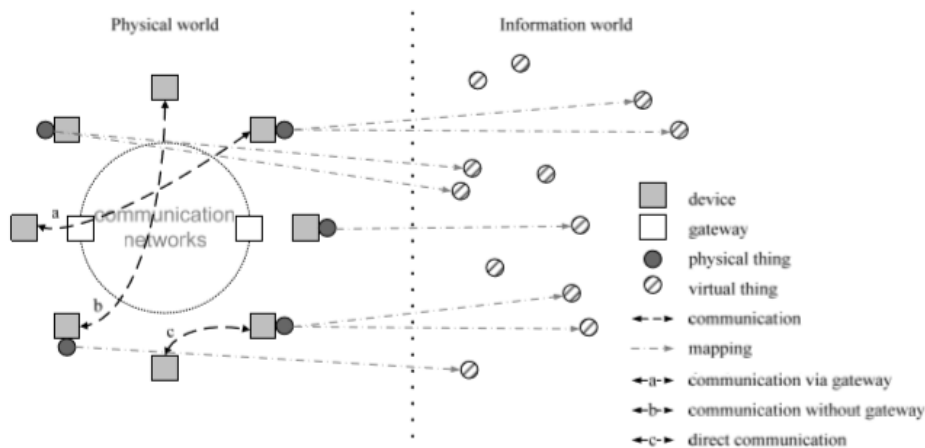 Physical world
Information world
a
communication
networks
b
c
device
gateway
physical thing
virtual thing
communication
mapping
a communication via gateway
b communication without gateway
c direct communication